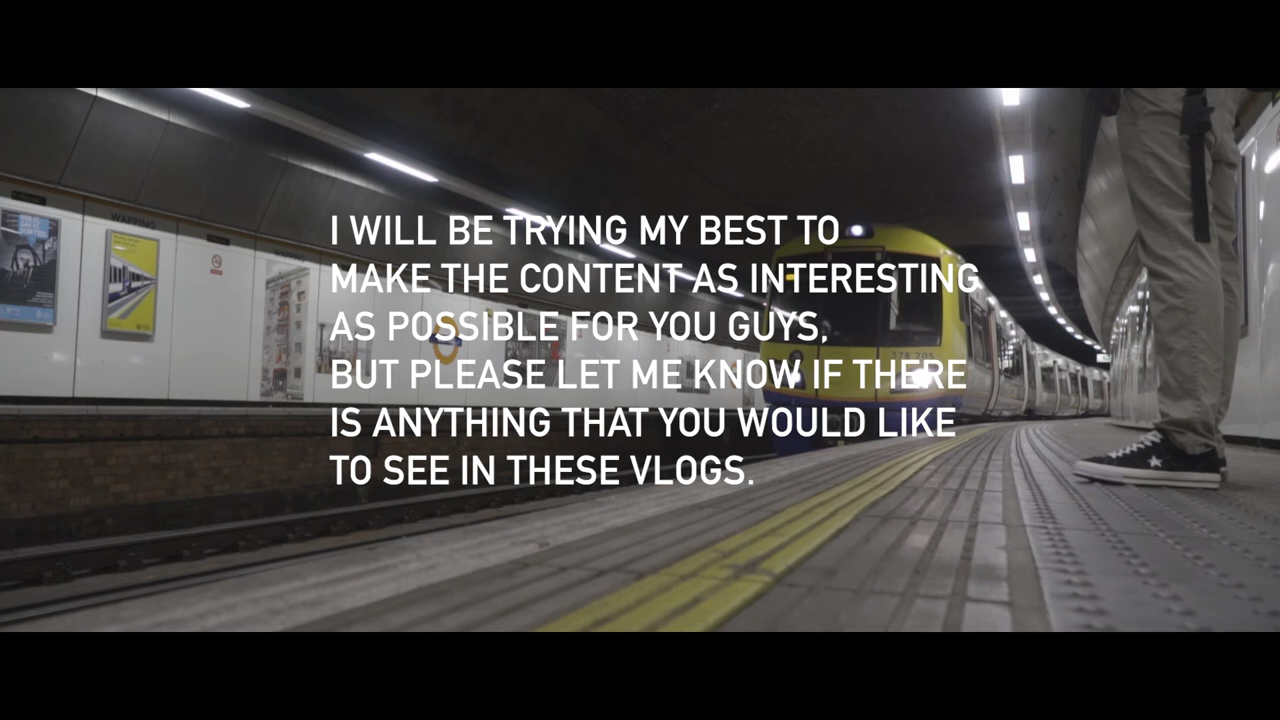 WAPPING
I WILL BE TRYING MY BEST TO
MAKE THE CONTENT AS INTERESTING
AS POSSIBLE FOR YOU GUYS,
BUT PLEASE LET ME KNOW IF THERE
IS ANYTHING THAT YOU WOULD LIKE
TO SEE IN THESE VLOGS.